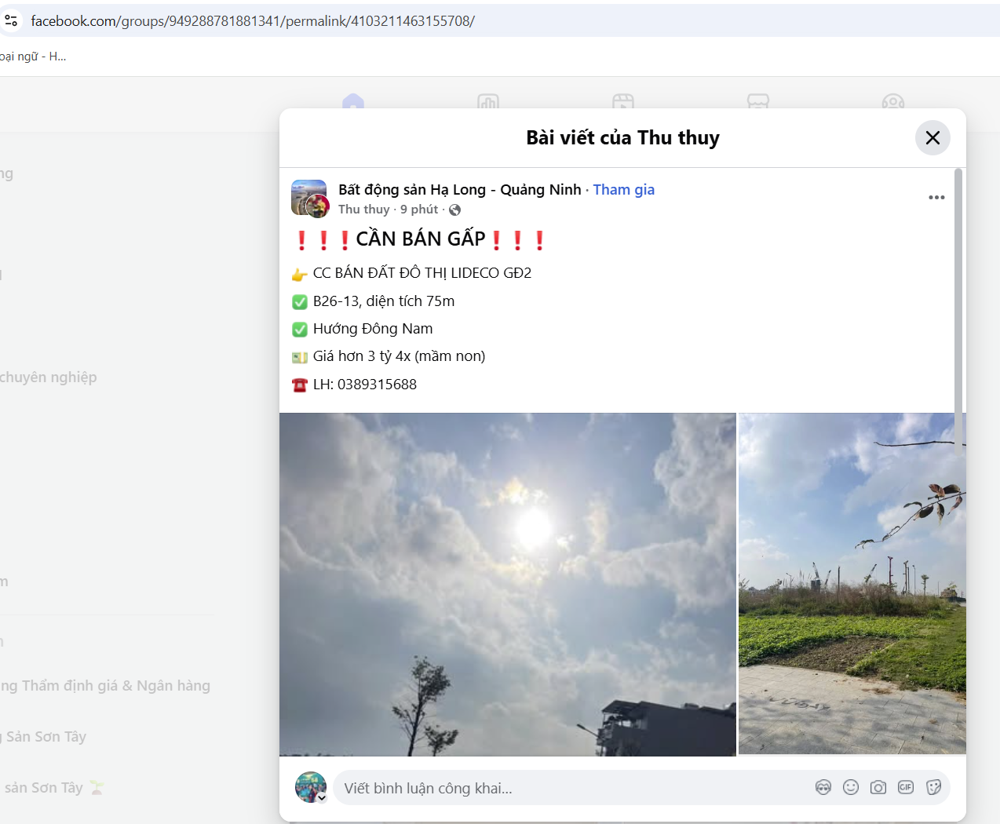 facebook.com/groups/949288781881341/permalink/4103211463155708/
oại ngữ - H...
Bài viết của Thu thuy
Bất động sản Hạ Long - Quảng Ninh · Tham gia
Thu thuy · 9 phút ·
❗❗❗CẦN BÁN GẤP❗❗❗
👉 CC BÁN ĐẤT ĐÔ THỊ LIDECO GĐ2
✅ B26-13, diện tích 75m
✅ Hướng Đông Nam
💵 Giá hơn 3 tỷ 4x (mầm non)
☎️ LH: 0389315688
ng
chuyên nghiệp
m
ng Thẩm định giá & Ngân hàng
Sản Sơn Tây
sản Sơn Tây 🌱
Viết bình luận công khai...
GIF